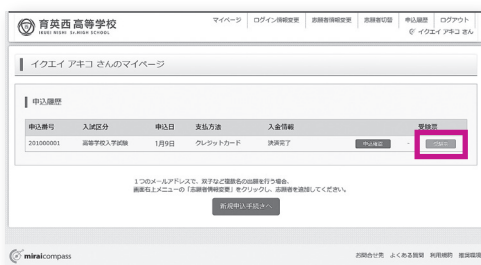 育英西高等学校
IKUEI NISHI Sr.HIGH SCHOOL
マイページ ログイン情報変更 志願者情報変更 志願者切替 申込履歴 ログアウト
イクエイ アキコ さん
イクエイ アキコ さんのマイページ
申込履歴
申込番号 入試区分 申込日 支払方法 入金情報 受験票
201000001 高等学校入学試験 1月9日 クレジットカード 決済完了 申込確認 - 受験票
1つのメールアドレスで、双子など複数名の出願を行う場合、
画面右上メニューの「志願者情報変更」をクリックし、志願者を追加してください。
新規申込手続きへ
miraicompass
お問合せ先 よくある質問 利用規約 推奨環境